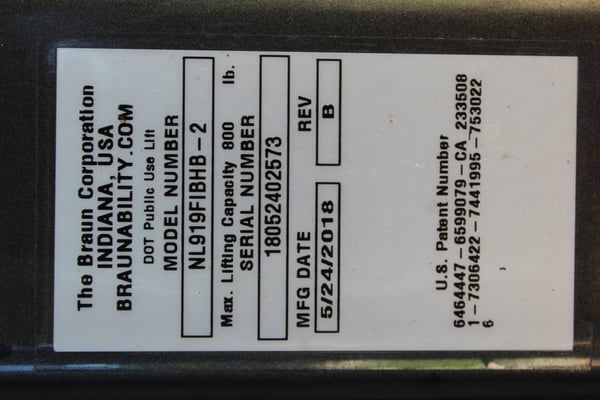 The Braun Corporation
INDIANA, USA
BRAUNABILITY.COM
DOT Public Use Lift
MODEL NUMBER
NL919FIBHB-2
Max. Lifting Capacity 800 lb.
SERIAL NUMBER
18052402573
MFG DATE REV
5/24/2018 B
U.S. Patent Number
6464447-6599079-CA 233508
1-7306422-7441995-753022
6